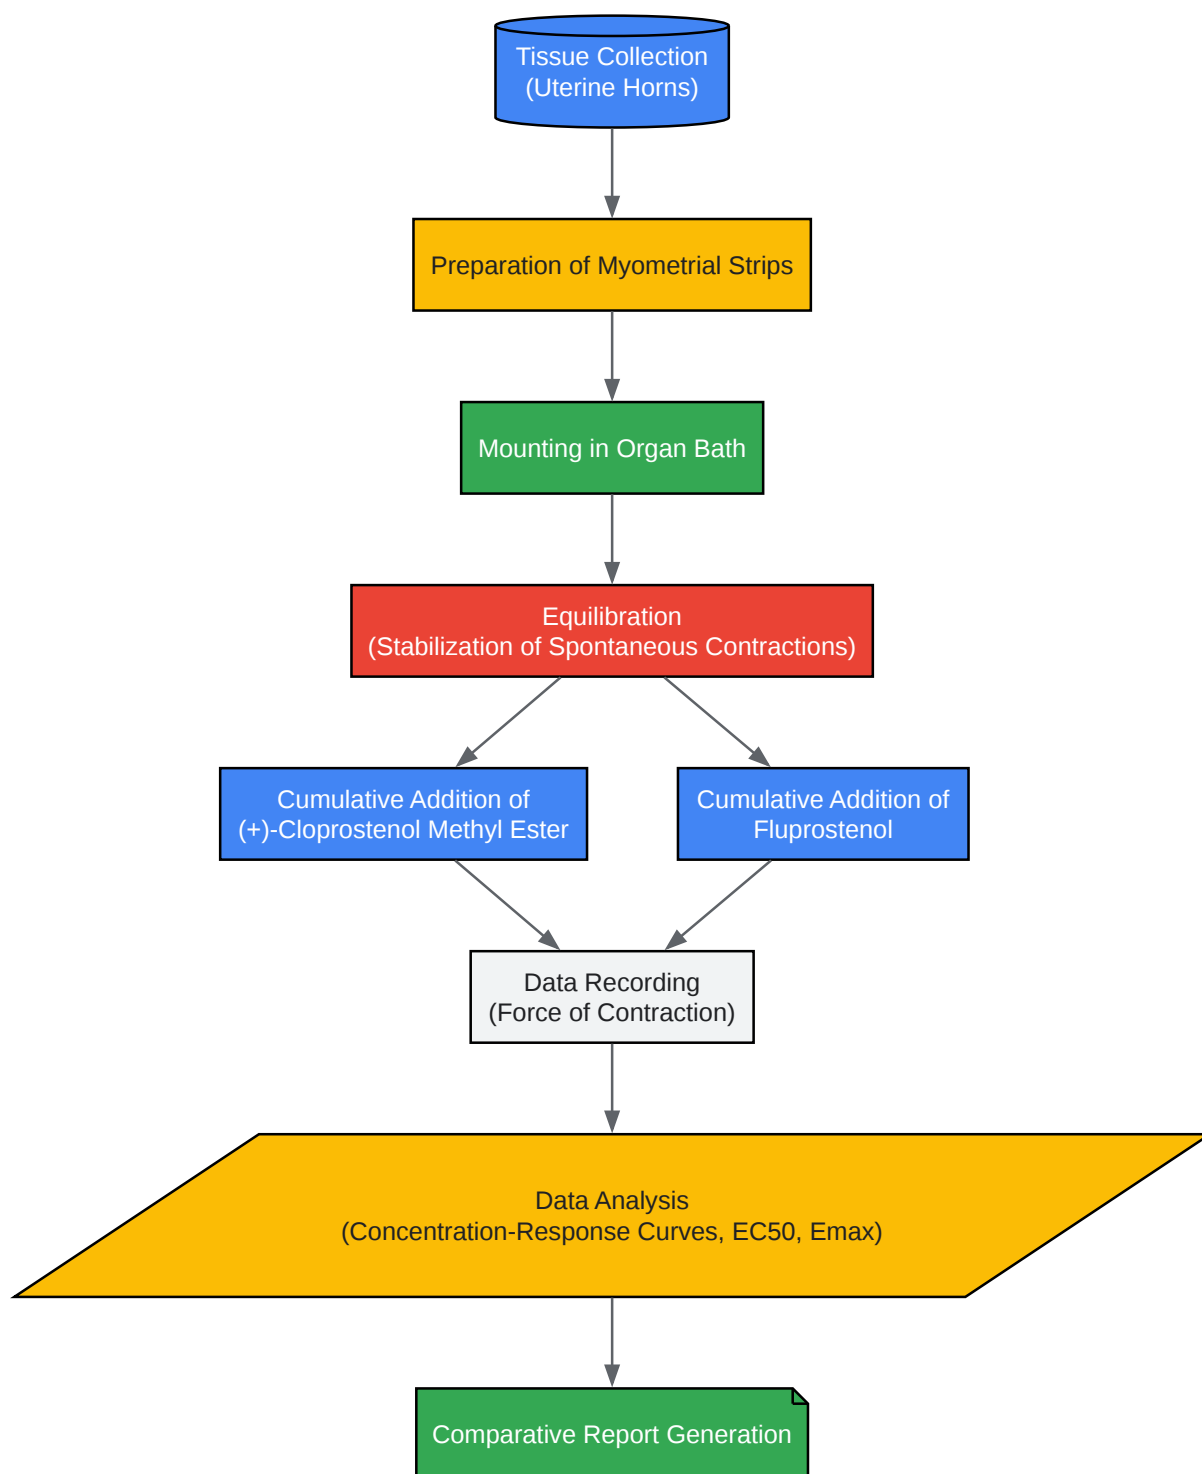 Tissue Collection
(Uterine Horns)
Preparation of Myometrial Strips
Mounting in Organ Bath
Equilibration
(Stabilization of Spontaneous Contractions)
Cumulative Addition of
(+)-Cloprostenol Methyl Ester
Cumulative Addition of
Fluprostenol
Data Recording
(Force of Contraction)
Data Analysis
(Concentration-Response Curves, EC50, Emax)
Comparative Report Generation